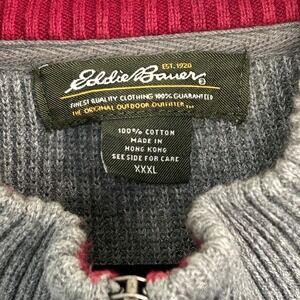 EST. 1920
Eddie Bauer®
FINEST QUALITY CLOTHING 100% GUARANTEED
THE ORIGINAL OUTDOOR OUTFITTER
100% COTTON
MADE IN
HONG KONG
SEE SIDE FOR CARE
XXXL